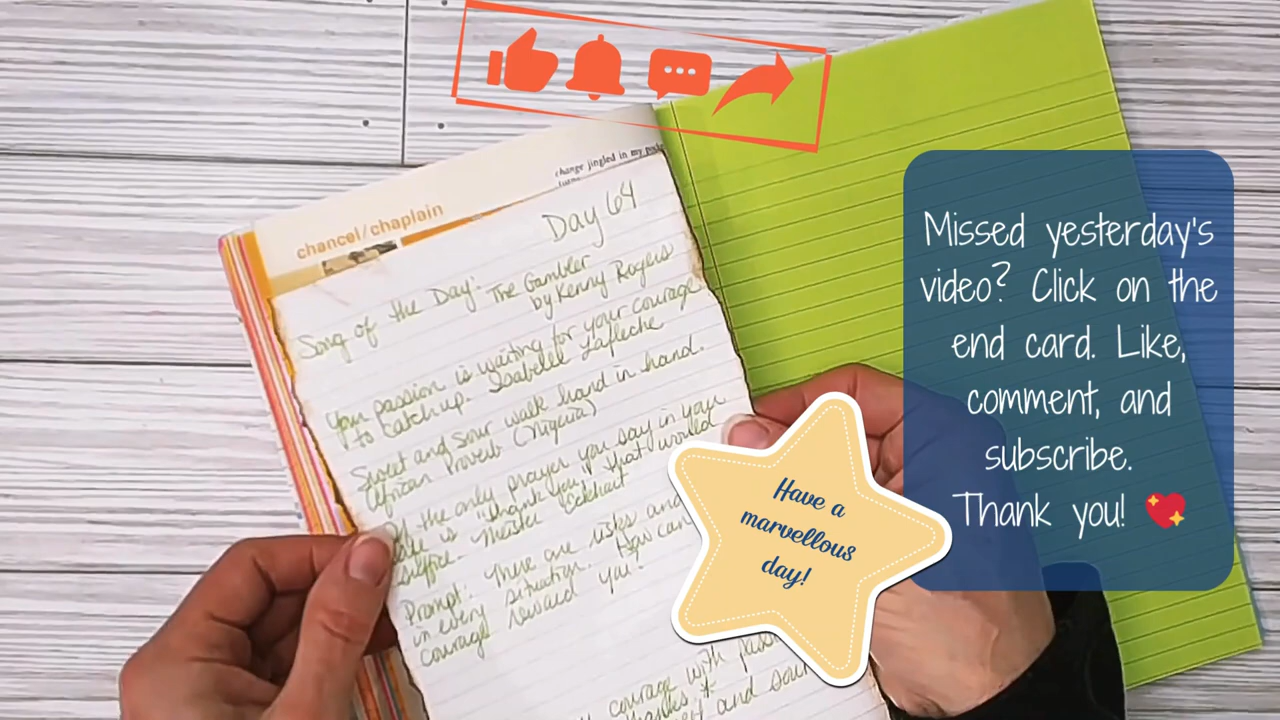 change jingled in my
turns
chancel/chaplain
Day 64
Song of the Day: The Gambler
by Kenny Rogers
Your passion is waiting for your courage
to catch up. Isabelle Lafleche
Sweet and sour walk hand in hand.
African Proverb (Nigeria)
the only prayer you say in your
is "thank you" that would
suffice. Meister Eckhart
Prompt: There are risks and
in every situation. How can
courage reward you?
courage with
thanks +
and sour
Missed yesterday's
video? Click on the
end card. Like,
comment, and
subscribe.
Thank you! 💖
Have a
marvellous
day!